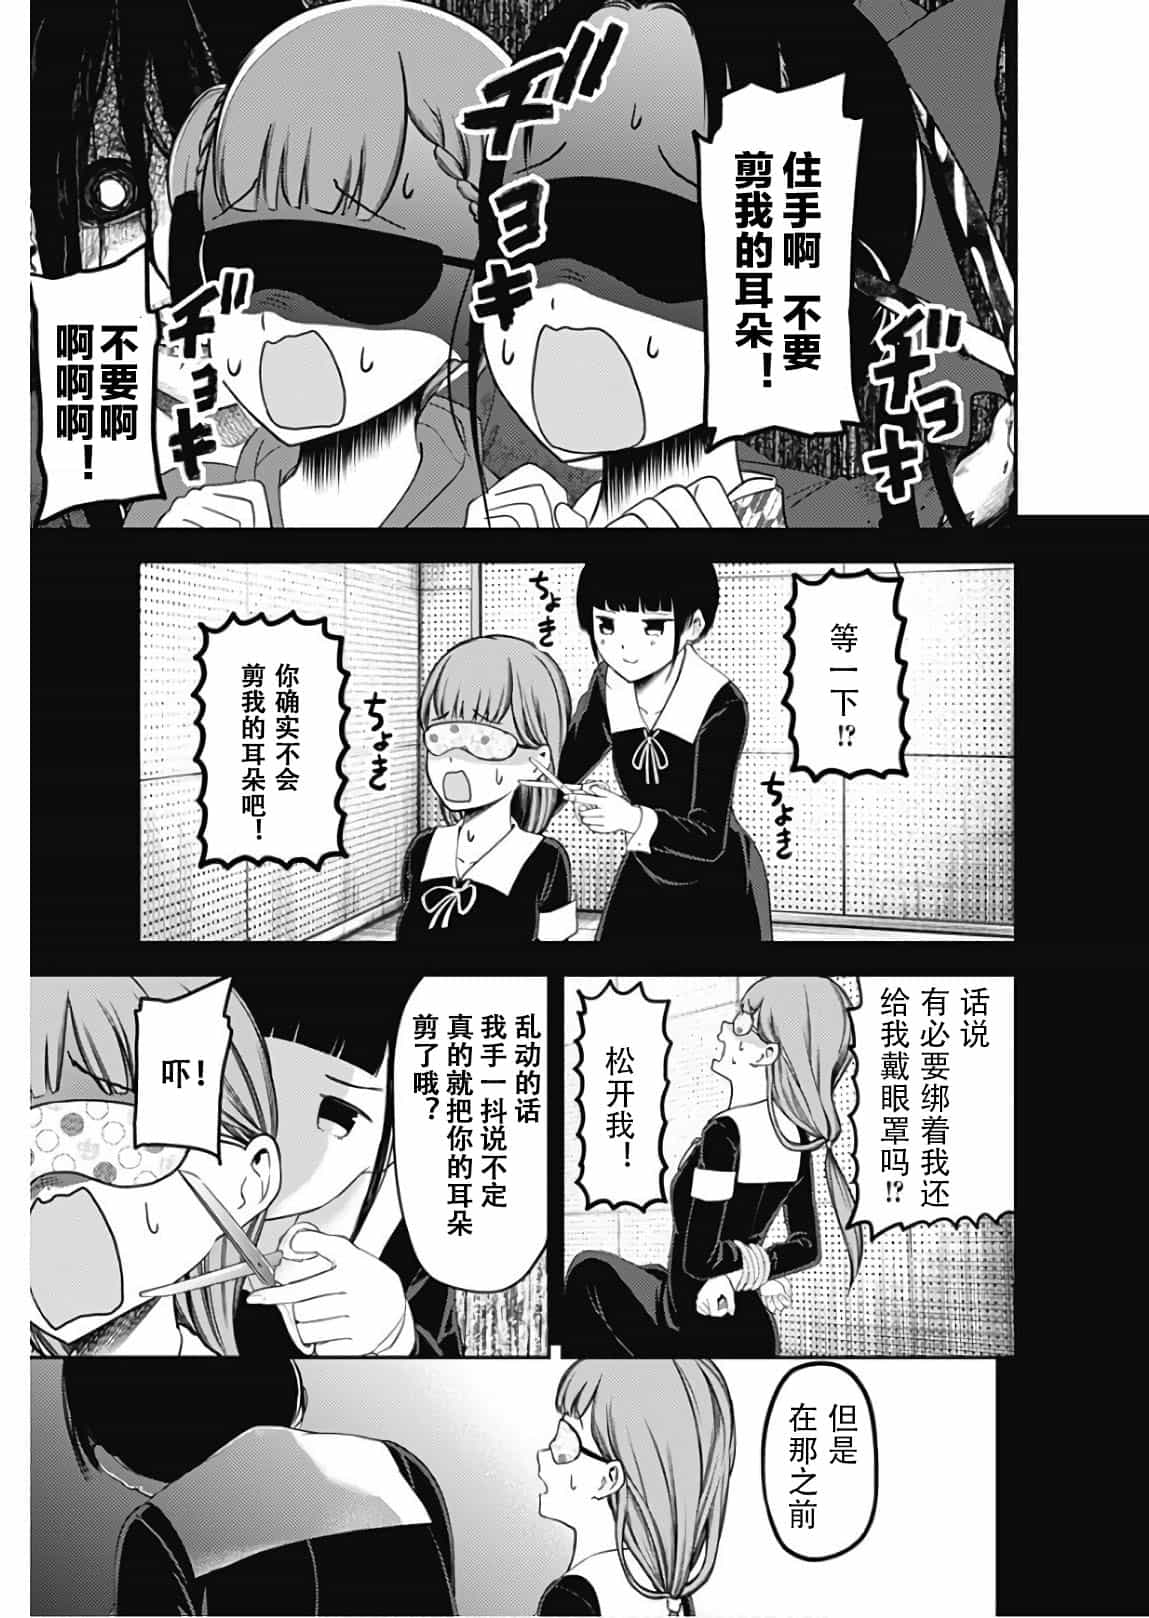 住手啊 不要
剪我的耳朵！
ヂョキ
ヂョキ
ヂョキ
不要啊
啊啊啊！
等一下⁉
ちょき
ちょき
ちょき
你确实不会
剪我的耳朵吧！
话说
有必要绑着我还
给我戴眼罩吗⁉
松开我！
乱动的话
我手一抖说不定
真的就把你的耳朵
剪了哦？
吓！
但是
在那之前